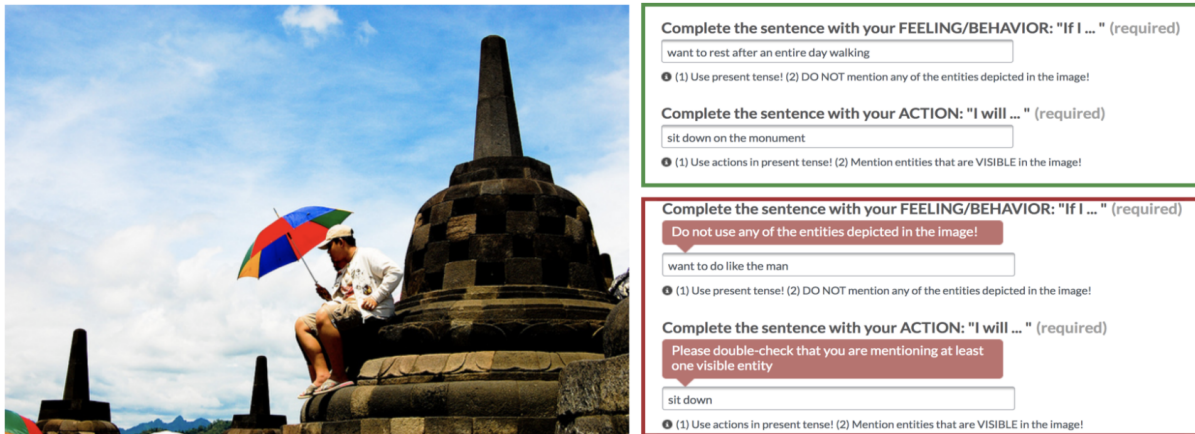 Complete the sentence with your FEELING/BEHAVIOR: "If I ... " (required)
want to rest after an entire day walking
(1) Use present tense! (2) DO NOT mention any of the entities depicted in the image!
Complete the sentence with your ACTION: "I will ... " (required)
sit down on the monument
(1) Use actions in present tense! (2) Mention entities that are VISIBLE in the image!
Complete the sentence with your FEELING/BEHAVIOR: "If I ... " (required)
Do not use any of the entities depicted in the image!
want to do like the man
(1) Use present tense! (2) DO NOT mention any of the entities depicted in the image!
Complete the sentence with your ACTION: "I will ... " (required)
Please double-check that you are mentioning at least
one visible entity
sit down
(1) Use actions in present tense! (2) Mention entities that are VISIBLE in the image!